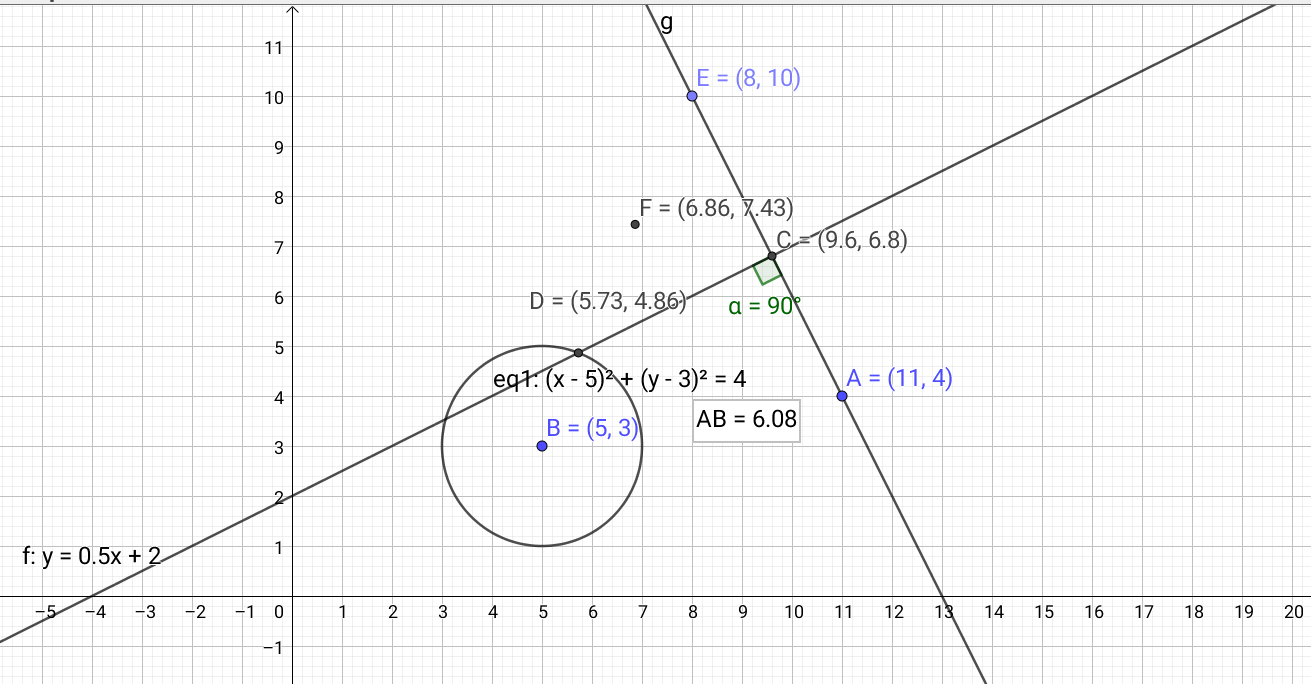 g
11
E = (8, 10)
10
9
8
F = (6.86, 7.43)
7
C = (9.6, 6.8)
6
D = (5.73, 4.86)
α = 90°
5
eq1: (x - 5)² + (y - 3)² = 4
A = (11, 4)
4
AB = 6.08
B = (5, 3)
3
2
f: y = 0.5x + 2
1
−5 −4 −3 −2 −1 0 1 2 3 4 5 6 7 8 9 10 11 12 13 14 15 16 17 18 19 20
−1